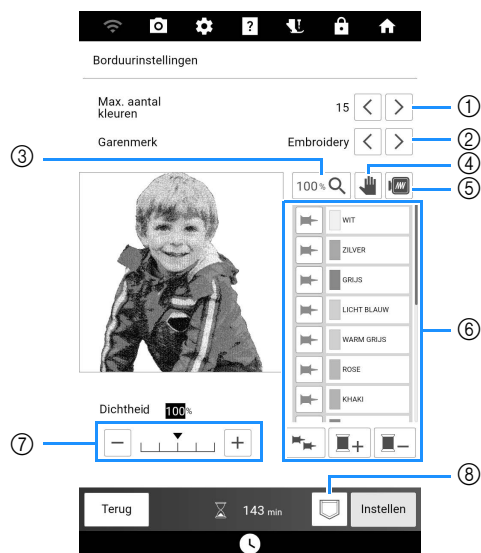 ?
Borduurinstellingen
Max. aantal
kleuren
15
①
Garenmerk
Embroidery
②
③
④
100%
⑤
WIT
ZILVER
GRIJS
LICHT BLAUW
⑥
WARM GRIJS
ROSE
KHAKI
Dichtheid 100%
⑦
− +
+ −
⑧
Terug
143 min
Instellen